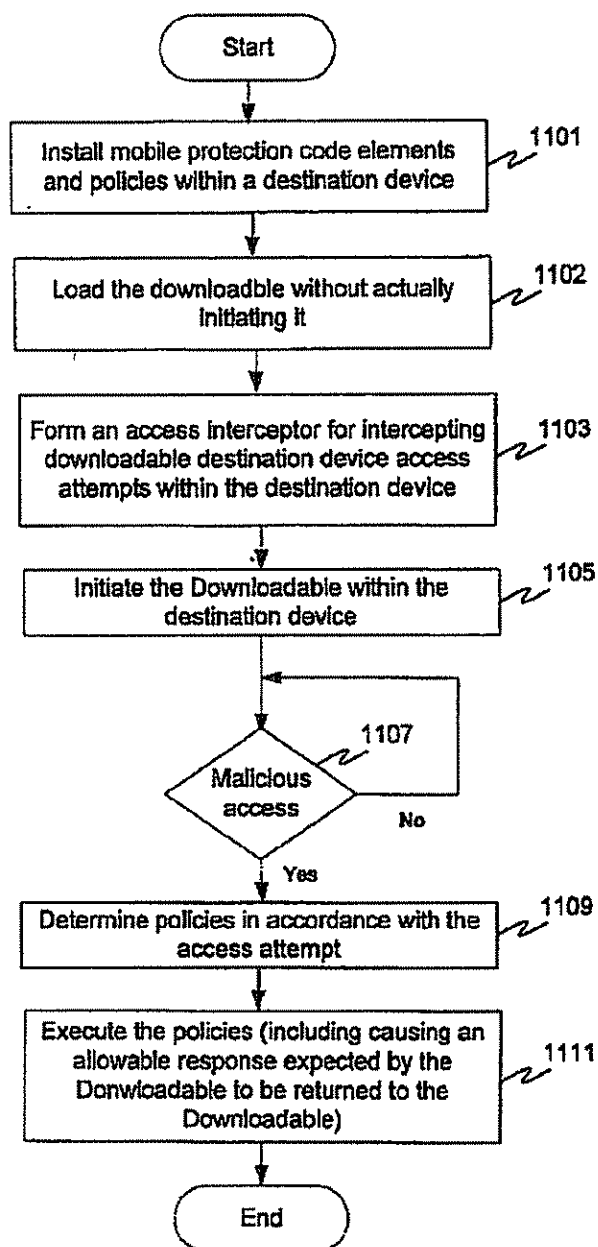 Start
Install mobile protection code elements
and policies within a destination device
1101
Load the downloadble without actually
initiating it
1102
Form an access interceptor for intercepting
downloadable destination device access
attempts within the destination device
1103
Initiate the Downloadable within the
destination device
1105
Malicious
access
1107
No
Yes
Determine policies in accordance with the
access attempt
1109
Execute the policies (including causing an
allowable response expected by the
Donwloadable to be returned to the
Downloadable)
1111
End